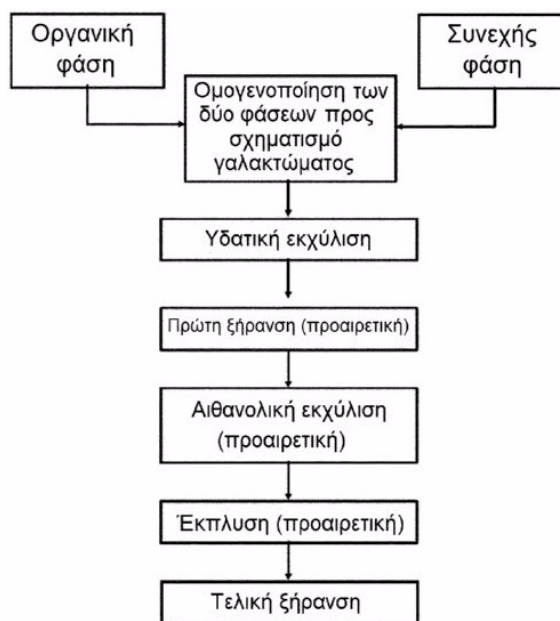 Οργανική
φάση
Συνεχής
φάση
Ομογενοποίηση των
δύο φάσεων προς
σχηματισμό
γαλακτώματος
Υδατική εκχύλιση
Πρώτη ξήρανση (προαιρετική)
Αιθανολική εκχύλιση
(προαιρετική)
Έκπλυση (προαιρετική)
Τελική ξήρανση